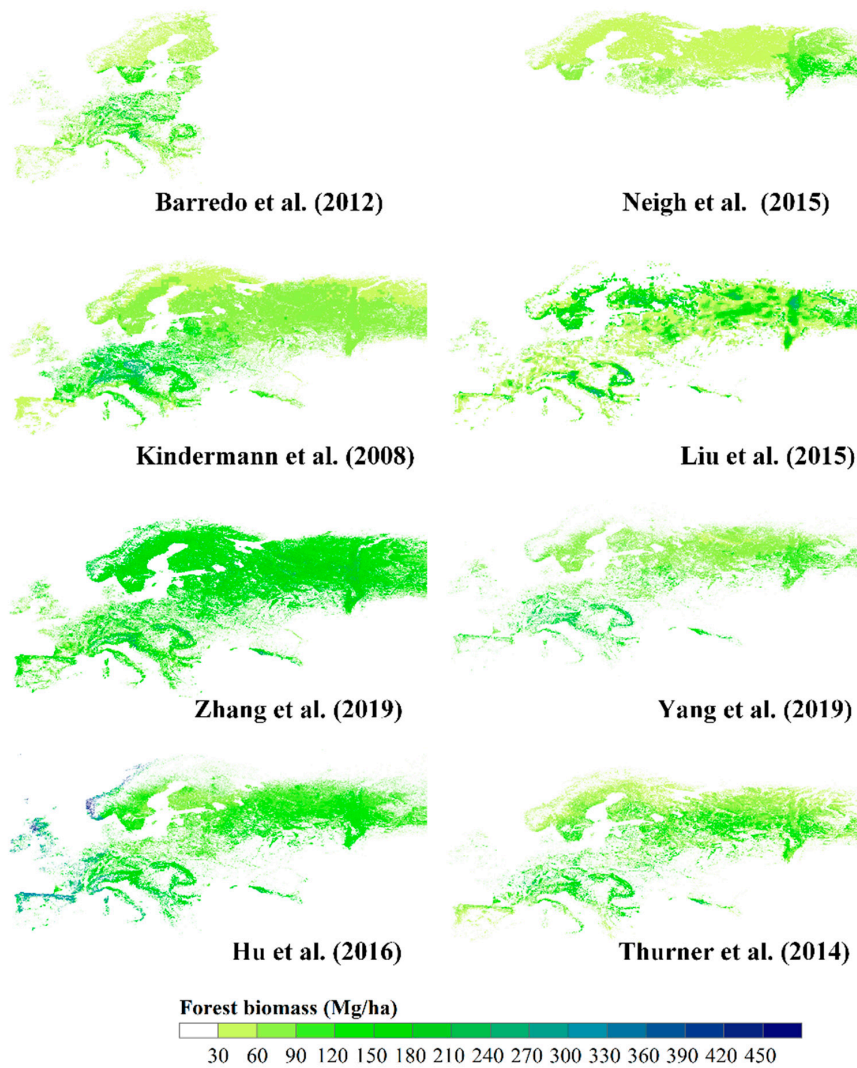 Barredo et al. (2012)
Neigh et al. (2015)
Kindermann et al. (2008)
Liu et al. (2015)
Zhang et al. (2019)
Yang et al. (2019)
Hu et al. (2016)
Thurner et al. (2014)
Forest biomass (Mg/ha)
30 60 90 120 150 180 210 240 270 300 330 360 390 420 450